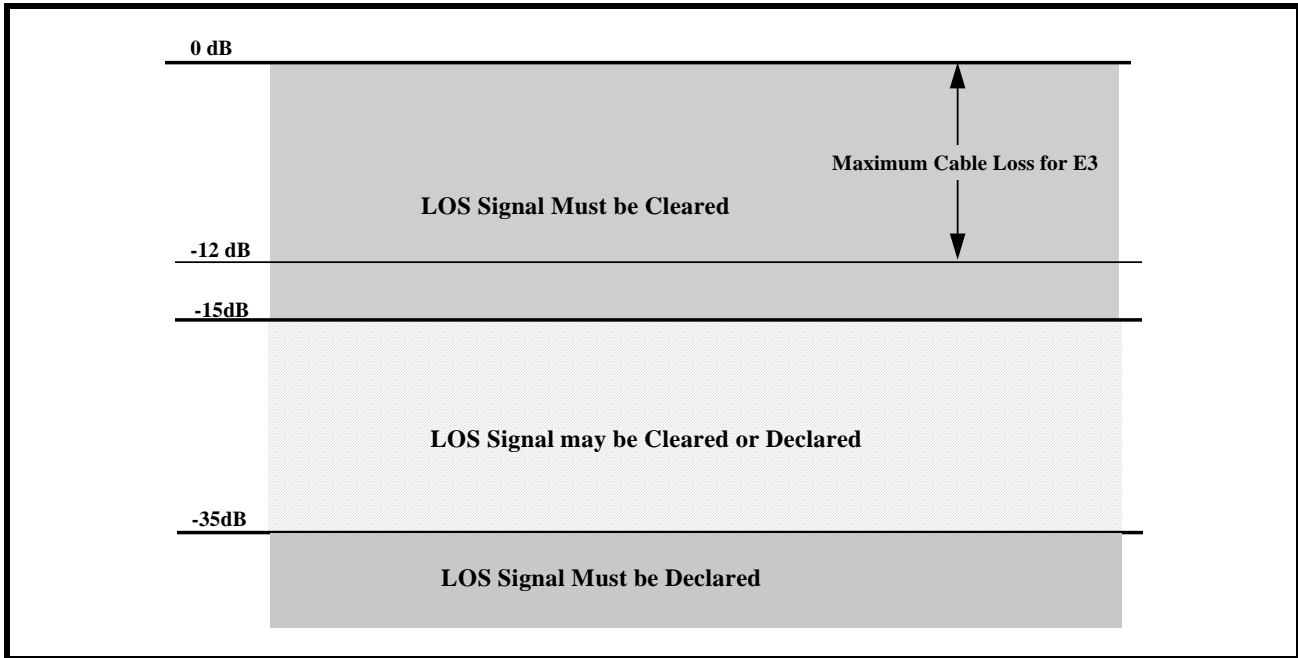 0 dB
Maximum Cable Loss for E3
LOS Signal Must be Cleared
-12 dB
-15dB
LOS Signal may be Cleared or Declared
-35dB
LOS Signal Must be Declared